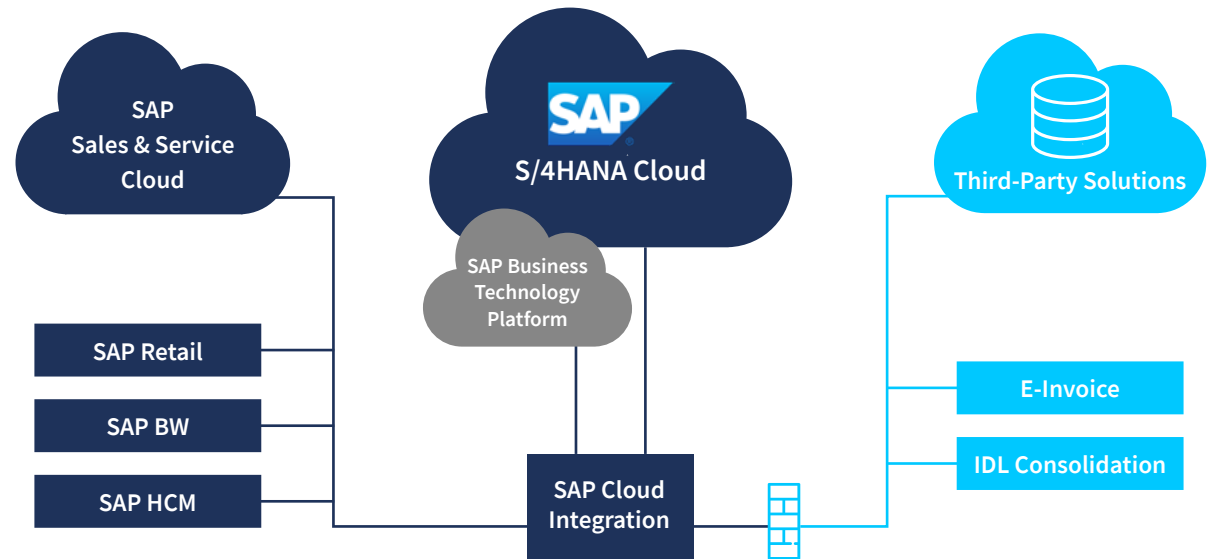 SAP
Sales & Service
Cloud
SAP
S/4HANA Cloud
SAP Business
Technology
Platform
Third-Party Solutions
SAP Retail
SAP BW
SAP HCM
SAP Cloud
Integration
E-Invoice
IDL Consolidation